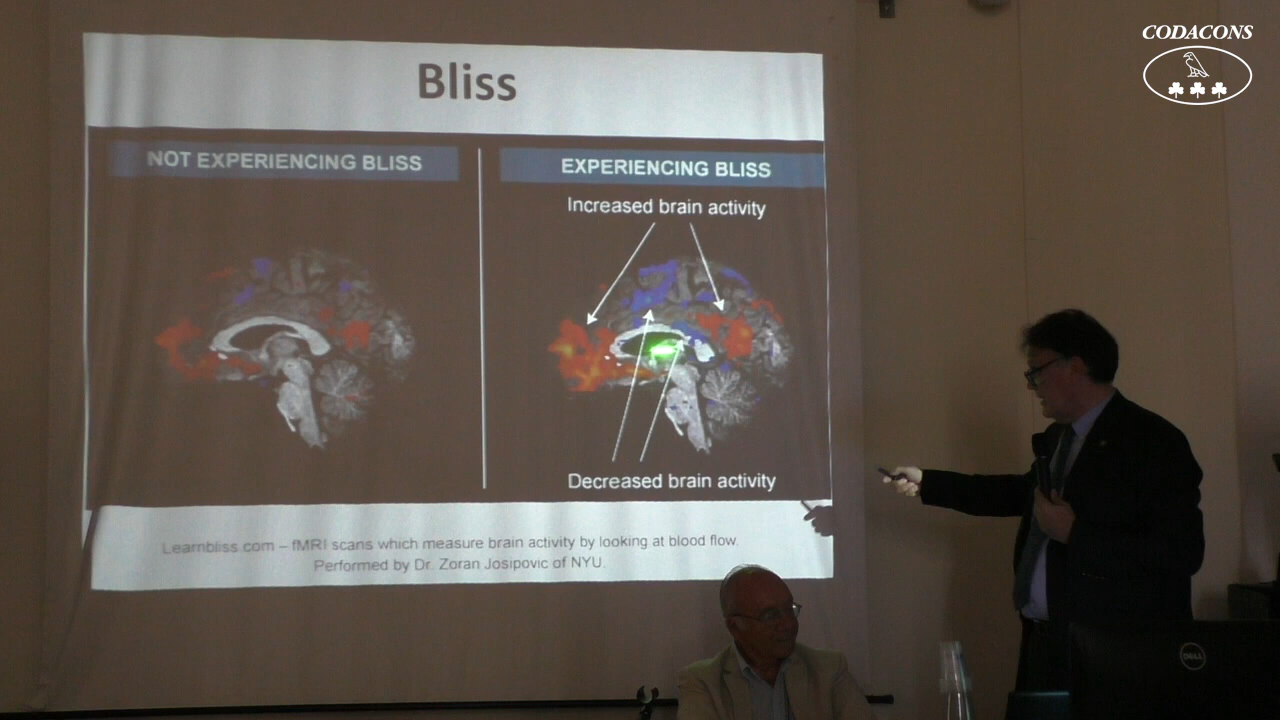 CODACONS
Bliss
NOT EXPERIENCING BLISS
EXPERIENCING BLISS
Increased brain activity
Decreased brain activity
Learnbliss.com – fMRI scans which measure brain activity by looking at blood flow.
Performed by Dr. Zoran Josipovic of NYU.
DELL